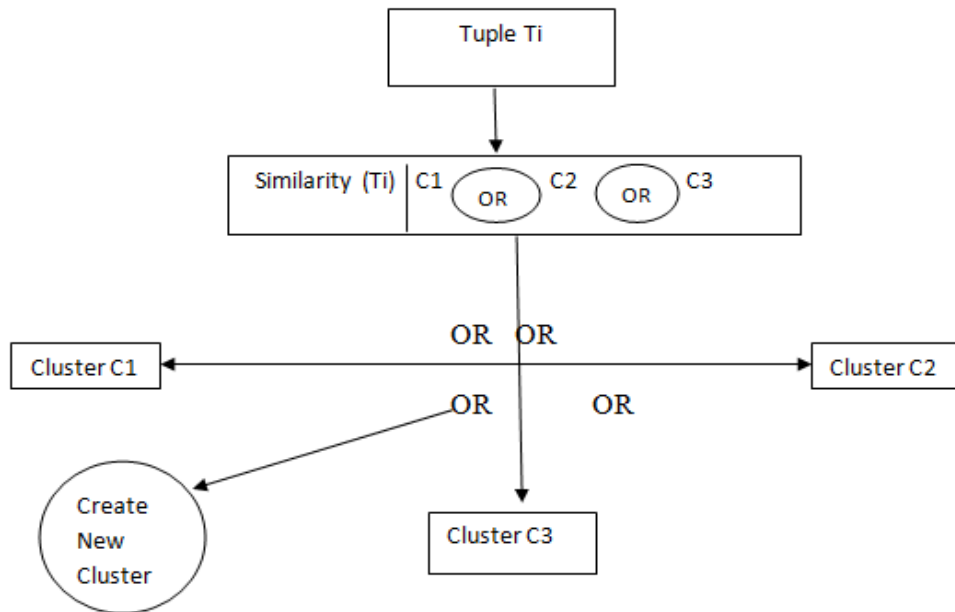 Tuple Ti
Similarity (Ti) C1 OR C2 OR C3
OR OR
Cluster C1
Cluster C2
OR OR
Create
New
Cluster
Cluster C3